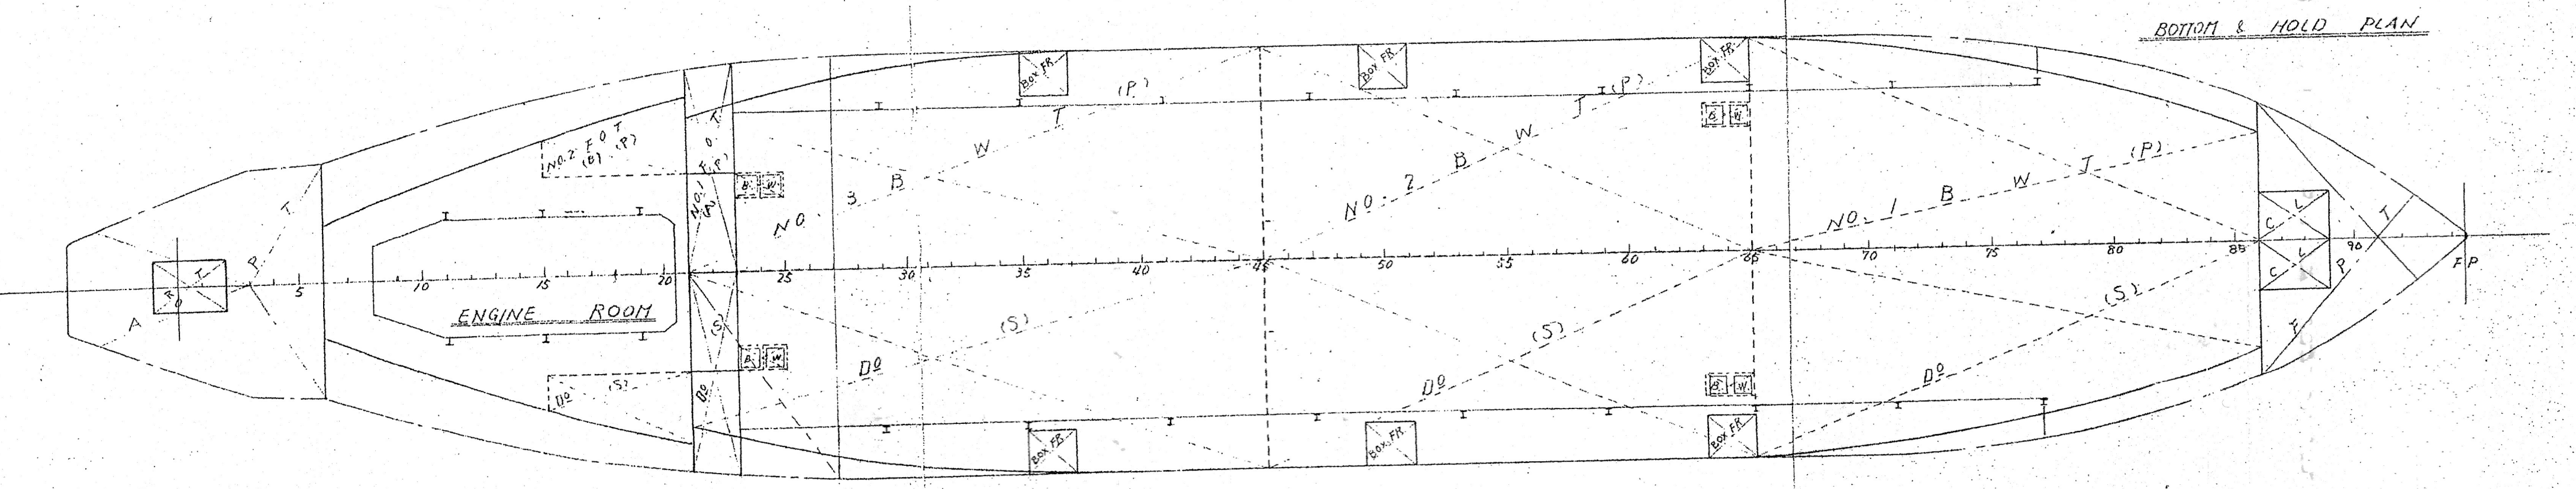 BOTTOM & HOLD PLAN
BOX FR
BOX FR
BOX FR
NO. 3 B W T (P)
NO. 2 B W T (P)
NO. 1 B W T (P)
NO. 2 F O T
(P)
NO. 1 F O T
(P)
B W
B W
A P T
R T
0 5 10 15 20 25 30 35 40 45 50 55 60 65 70 75 80 85 90
F P
C L
C L
F P T
ENGINE ROOM
Dº (S)
Dº (S)
Dº (S)
Dº (S)
Dº (S)
B W
B W
BOX FR
BOX FR
BOX FR